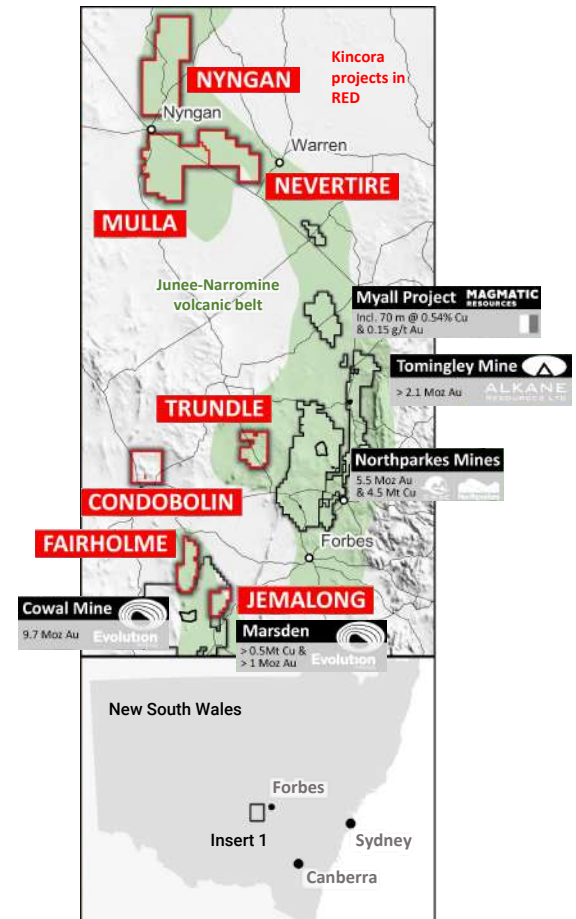 NYNGAN
Kincora
projects in
RED
Nyngan
Warren
NEVERTIRE
MULLA
Junee-Narromine
volcanic belt
Myall Project MAGMATIC
RESOURCES
Incl. 70 m @ 0.54% Cu
& 0.15 g/t Au
Tomingley Mine
> 2.1 Moz Au
ALKANE
RESOURCES LTD
TRUNDLE
Northparkes Mines
5.5 Moz Au
& 4.5 Mt Cu
Northparkes
CONDOBOLIN
FAIRHOLME
Forbes
Cowal Mine
9.7 Moz Au
Evolution
JEMALONG
Marsden
> 0.5Mt Cu &
> 1 Moz Au
Evolution
New South Wales
Forbes
Insert 1
Sydney
Canberra